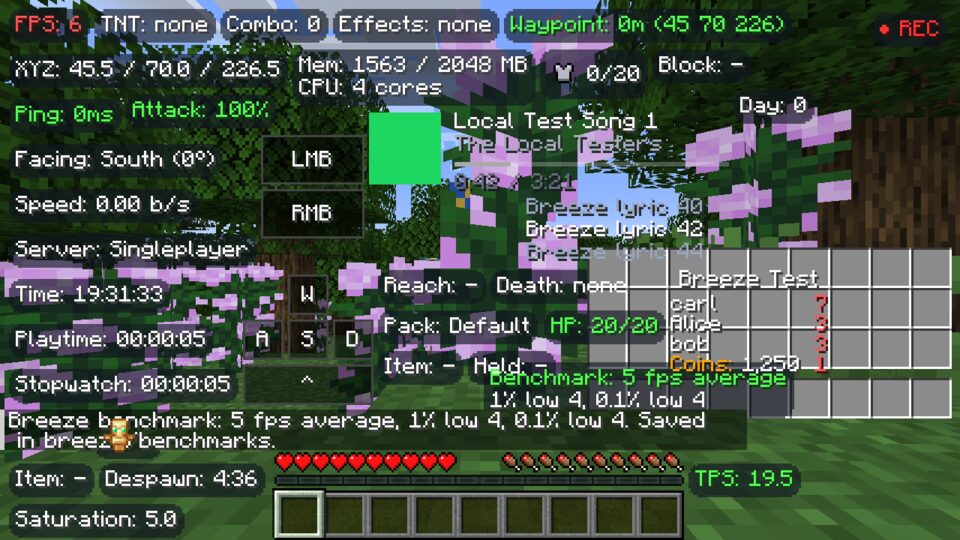 FPS: 6
TNT: none
Combo: 0
Effects: none
Waypoint: 0m (45 70 226)
● REC
XYZ: 45.5 / 70.0 / 226.5
Mem: 1563 / 2048 MB
CPU: 4 cores
0/20
Block: -
Ping: 0ms
Attack: 100%
Day: 0
Local Test Song 1
The Local Testers
0:42 / 3:21
Facing: South (0°)
LMB
Speed: 0.00 b/s
RMB
Breeze lyric 40
Breeze lyric 42
Breeze lyric 44
Server: Singleplayer
Reach: -
Death: none
Breeze Test
Time: 19:31:33
W
carl 7
Alice 3
bob 3
Coins: 1,250 1
Pack: Default
HP: 20/20
Playtime: 00:00:05
A
S
D
Item: -
Held: -
Stopwatch: 00:00:05
^
Benchmark: 5 fps average
1% low 4, 0.1% low 4
Breeze benchmark: 5 fps average, 1% low 4, 0.1% low 4. Saved
in breeze benchmarks.
Item: -
Despawn: 4:36
TPS: 19.5
Saturation: 5.0